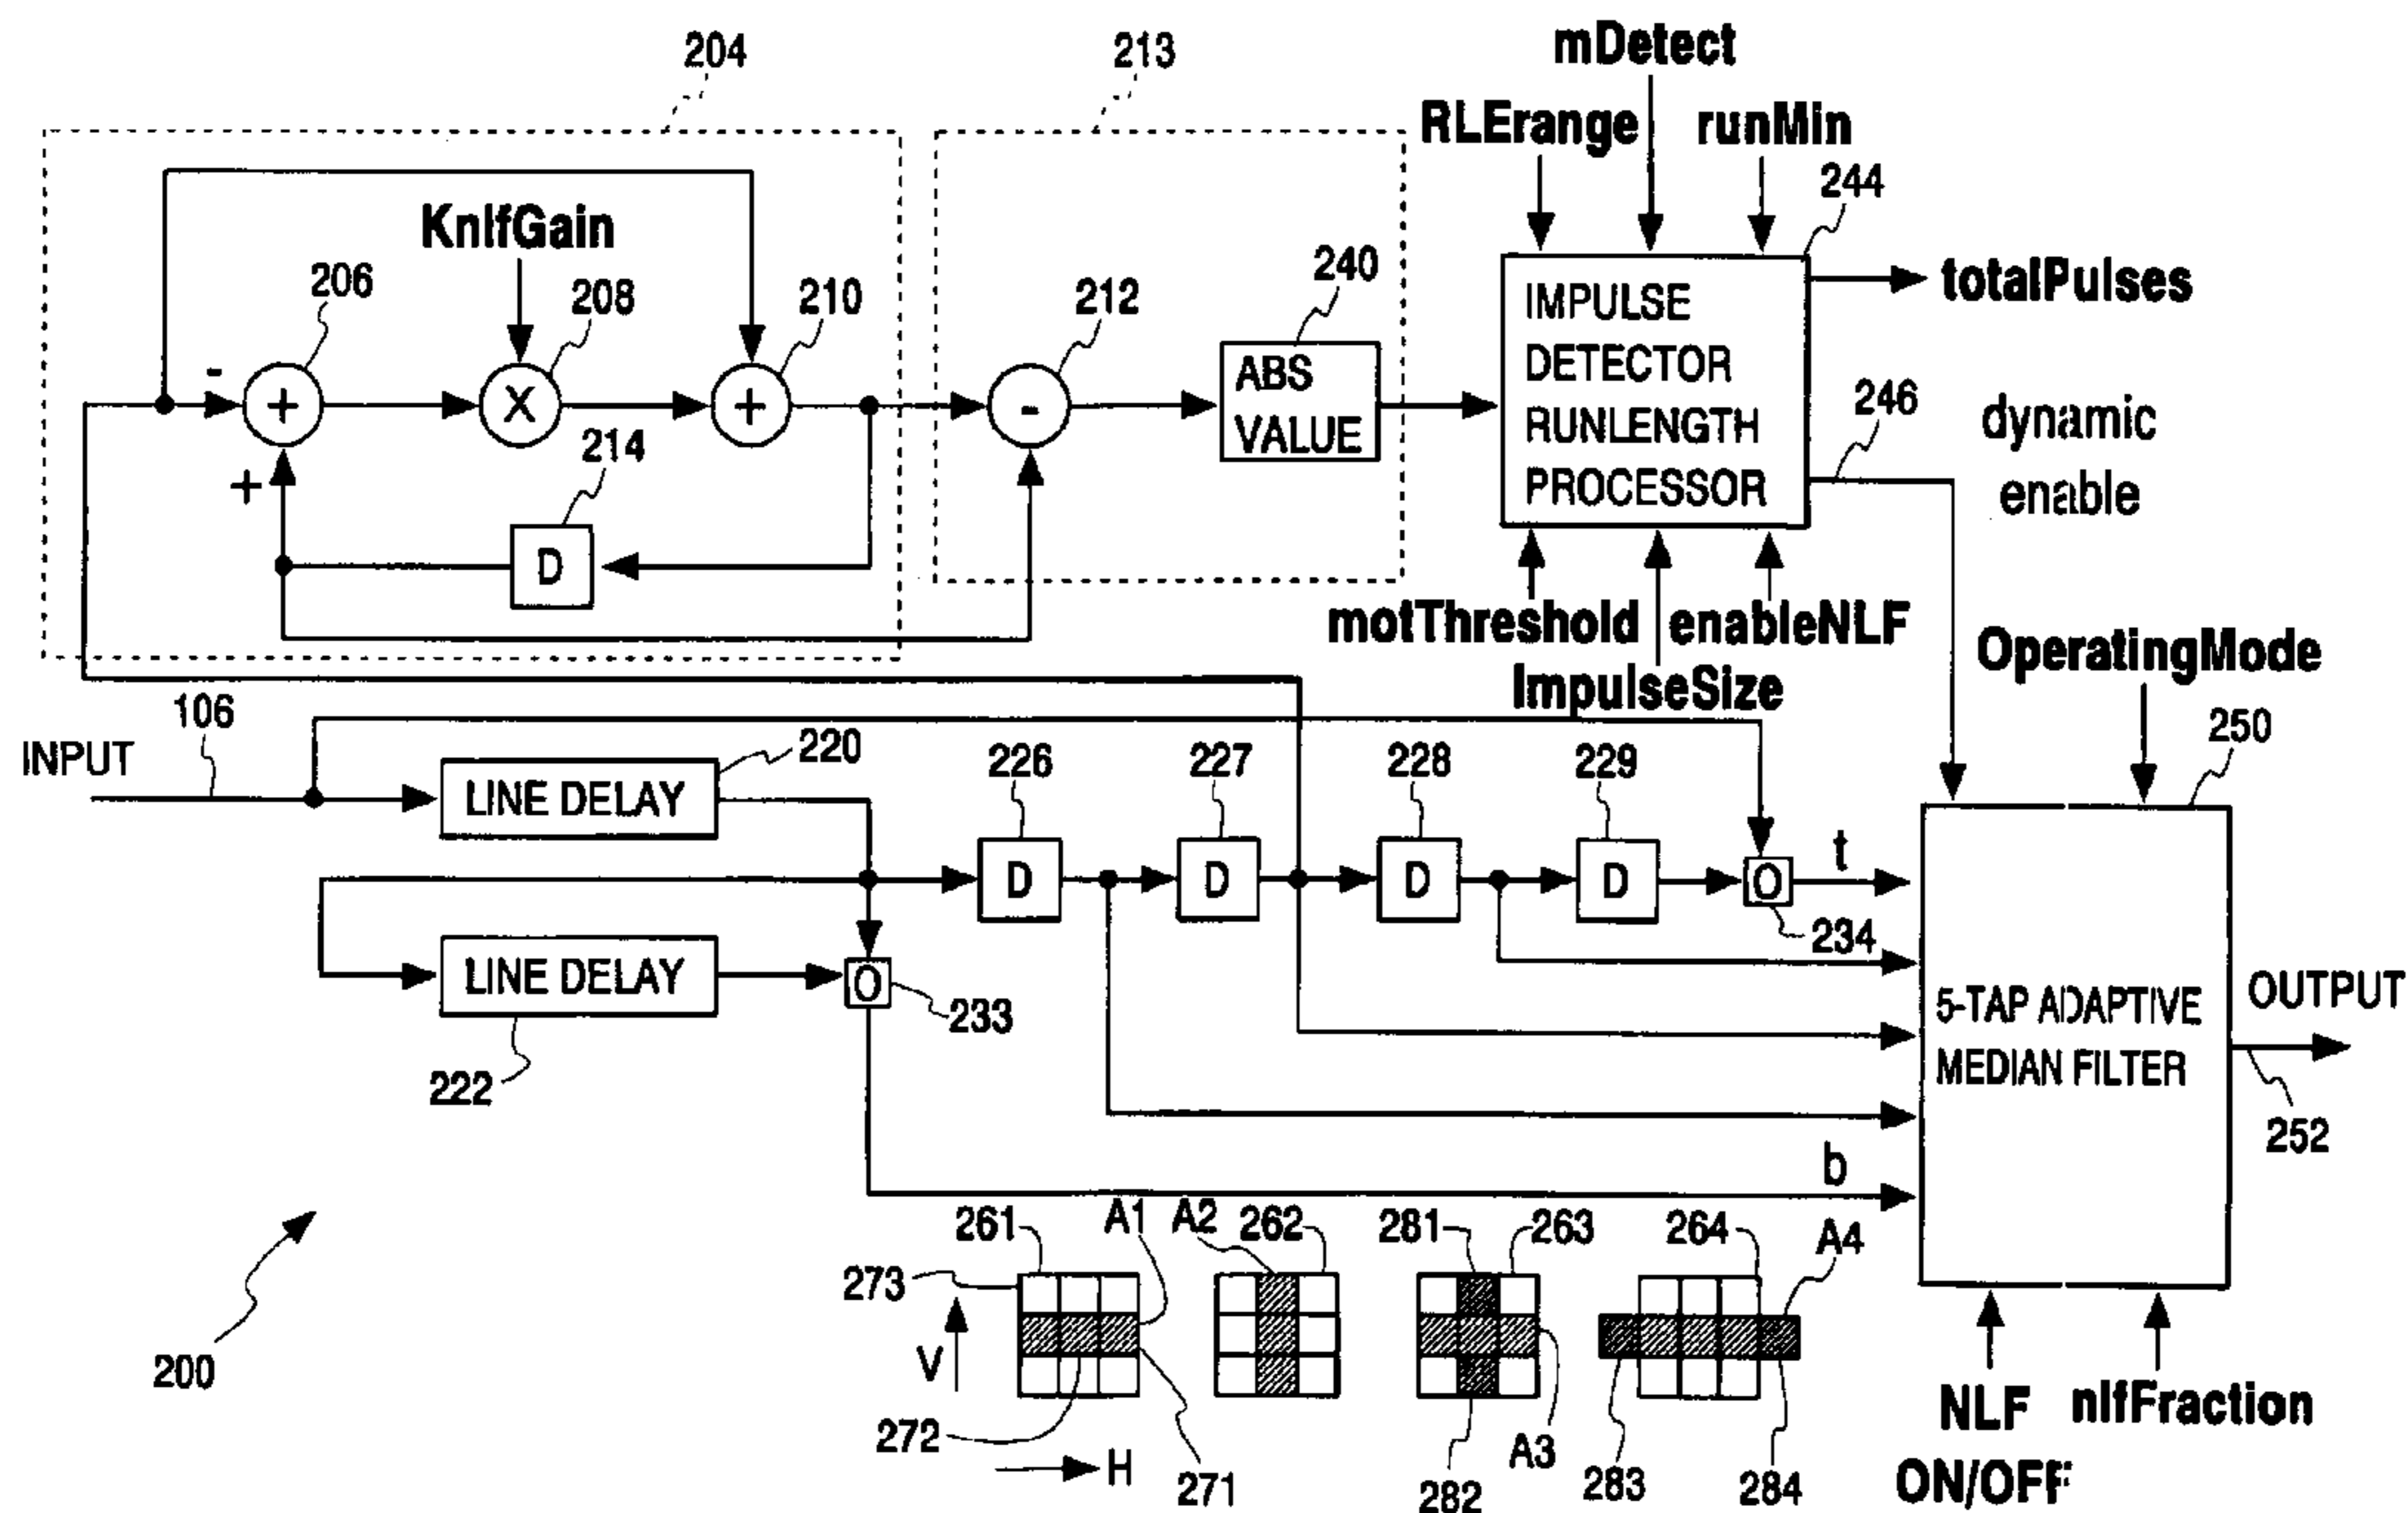 204
213
mDetect
RLErange
runMin
244
KnlfGain
206
208
210
212
240
totalPulses
-
+
X
+
-
ABS
VALUE
IMPULSE
DETECTOR
RUNLENGTH
PROCESSOR
246
dynamic
enable
214
+
D
motThreshold
enableNLF
ImpulseSize
OperatingMode
106
INPUT
220
LINE DELAY
226
227
228
229
250
D
D
D
D
O
t
234
LINE DELAY
O
233
222
5-TAP ADAPTIVE
MEDIAN FILTER
OUTPUT
252
b
261
A1
A2
262
281
263
264
A4
273
V
200
272
H
271
282
A3
283
284
NLF
ON/OFF
nlfFraction